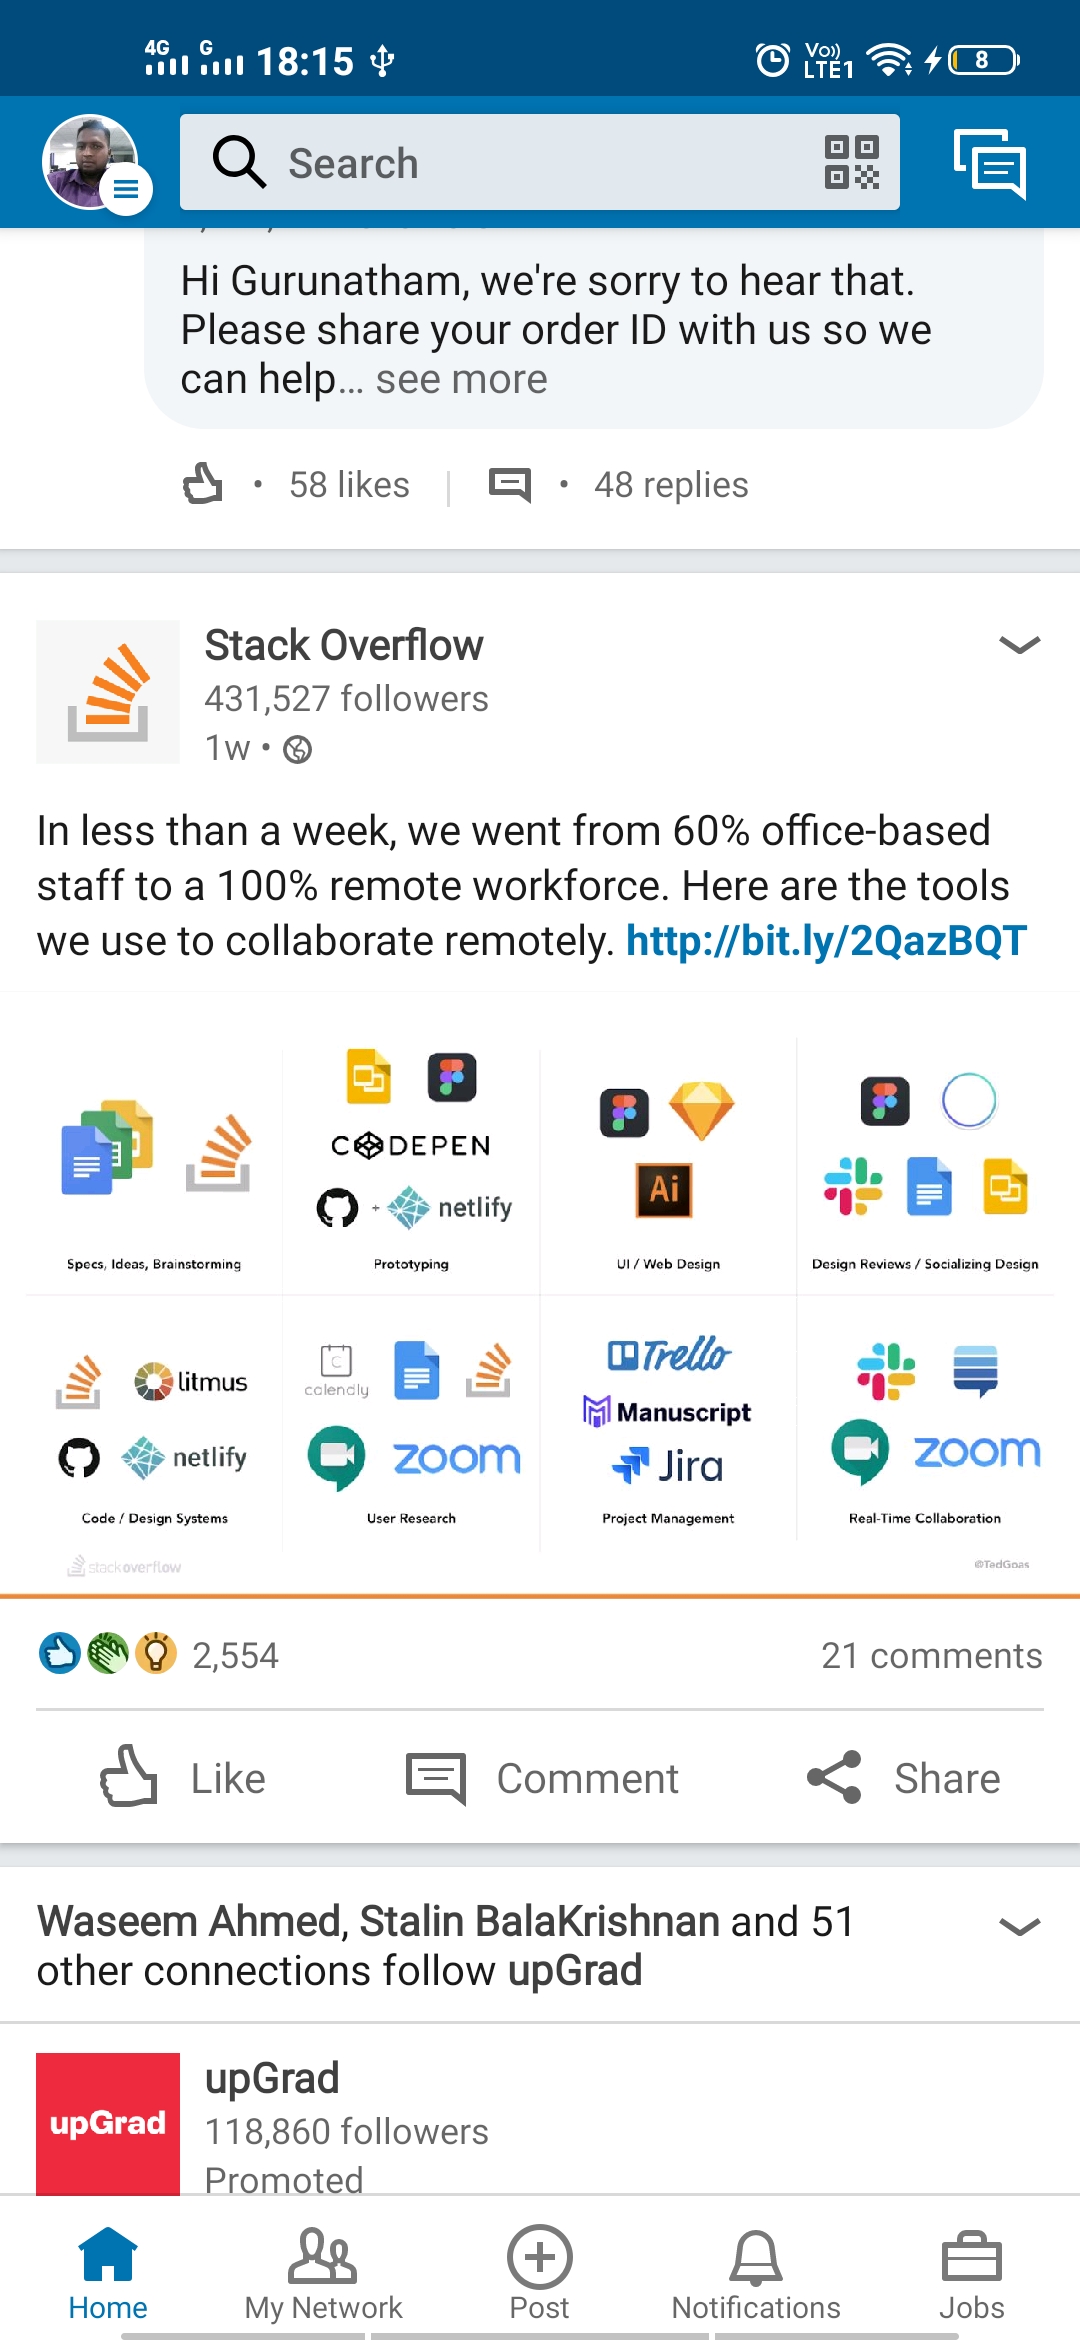 4G G 18:15
Vo)) LTE1 8
Search
Hi Gurunatham, we're sorry to hear that.
Please share your order ID with us so we
can help... see more
58 likes | • 48 replies
Stack Overflow
431,527 followers
1w •
In less than a week, we went from 60% office-based
staff to a 100% remote workforce. Here are the tools
we use to collaborate remotely. http://bit.ly/2QazBQT
CODEPEN
+ netlify
Ai
Specs, Ideas, Brainstorming
Prototyping
UI / Web Design
Design Reviews / Socializing Design
litmus
netlify
C
calendly
zoom
Trello
Manuscript
Jira
zoom
Code / Design Systems
User Research
Project Management
Real-Time Collaboration
stackoverflow
@TedGoas
2,554
21 comments
Like
Comment
Share
Waseem Ahmed, Stalin BalaKrishnan and 51
other connections follow upGrad
upGrad
upGrad
118,860 followers
Promoted
Home
My Network
Post
Notifications
Jobs